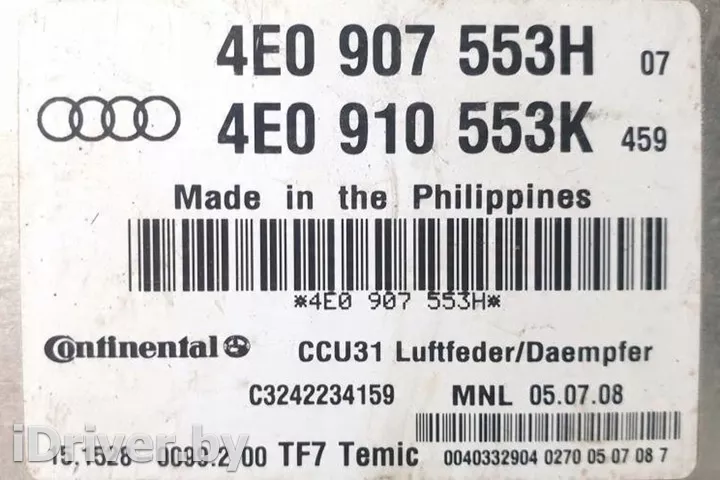 4E0 907 553H 07
4E0 910 553K 459
Made in the Philippines
*4E0 907 553H*
Continental CCU31 Luftfeder/Daempfer
C3242234159 MNL 05.07.08
TF7 Temic 0040332904 0270 05 07 08 7
iDriver.by